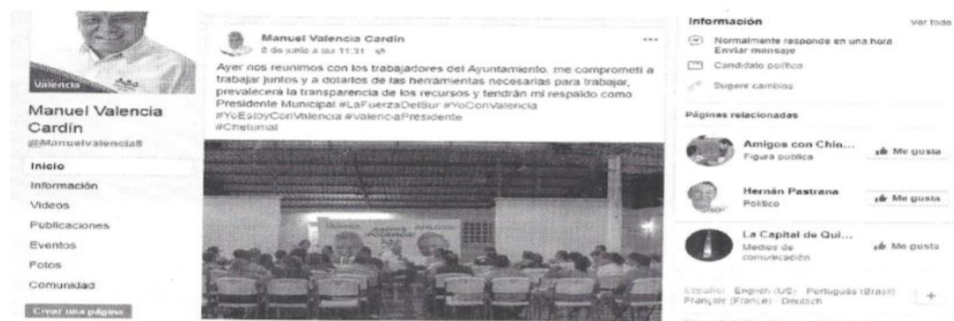 Valencia
Manuel Valencia
Cardín
@Manuelvalencia8
Inicio
Información
Videos
Publicaciones
Eventos
Fotos
Comunidad
Crear una página
Manuel Valencia Cardín
8 de junio a las 11:31
Ayer nos reunimos con los trabajadores del Ayuntamiento, me comprometí a
trabajar juntos y a dotarlos de las herramientas necesarias para trabajar,
prevalecerá la transparencia de los recursos y tendrán mi respaldo como
Presidente Municipal #LaFuerzaDelSur #YoConValencia
#YoEstoyConValencia #ValenciaPresidente
#Chetumal
Información
Ver todo
Normalmente responde en una hora
Enviar mensaje
Candidato político
Sugerir cambios
Páginas relacionadas
Amigos con Chin...
Figura pública
Me gusta
Hernán Pastrana
Político
Me gusta
La Capital de Qui...
Medios de
comunicación
Me gusta
Español · English (US) · Português (Brasil) ·
Français (France) · Deutsch